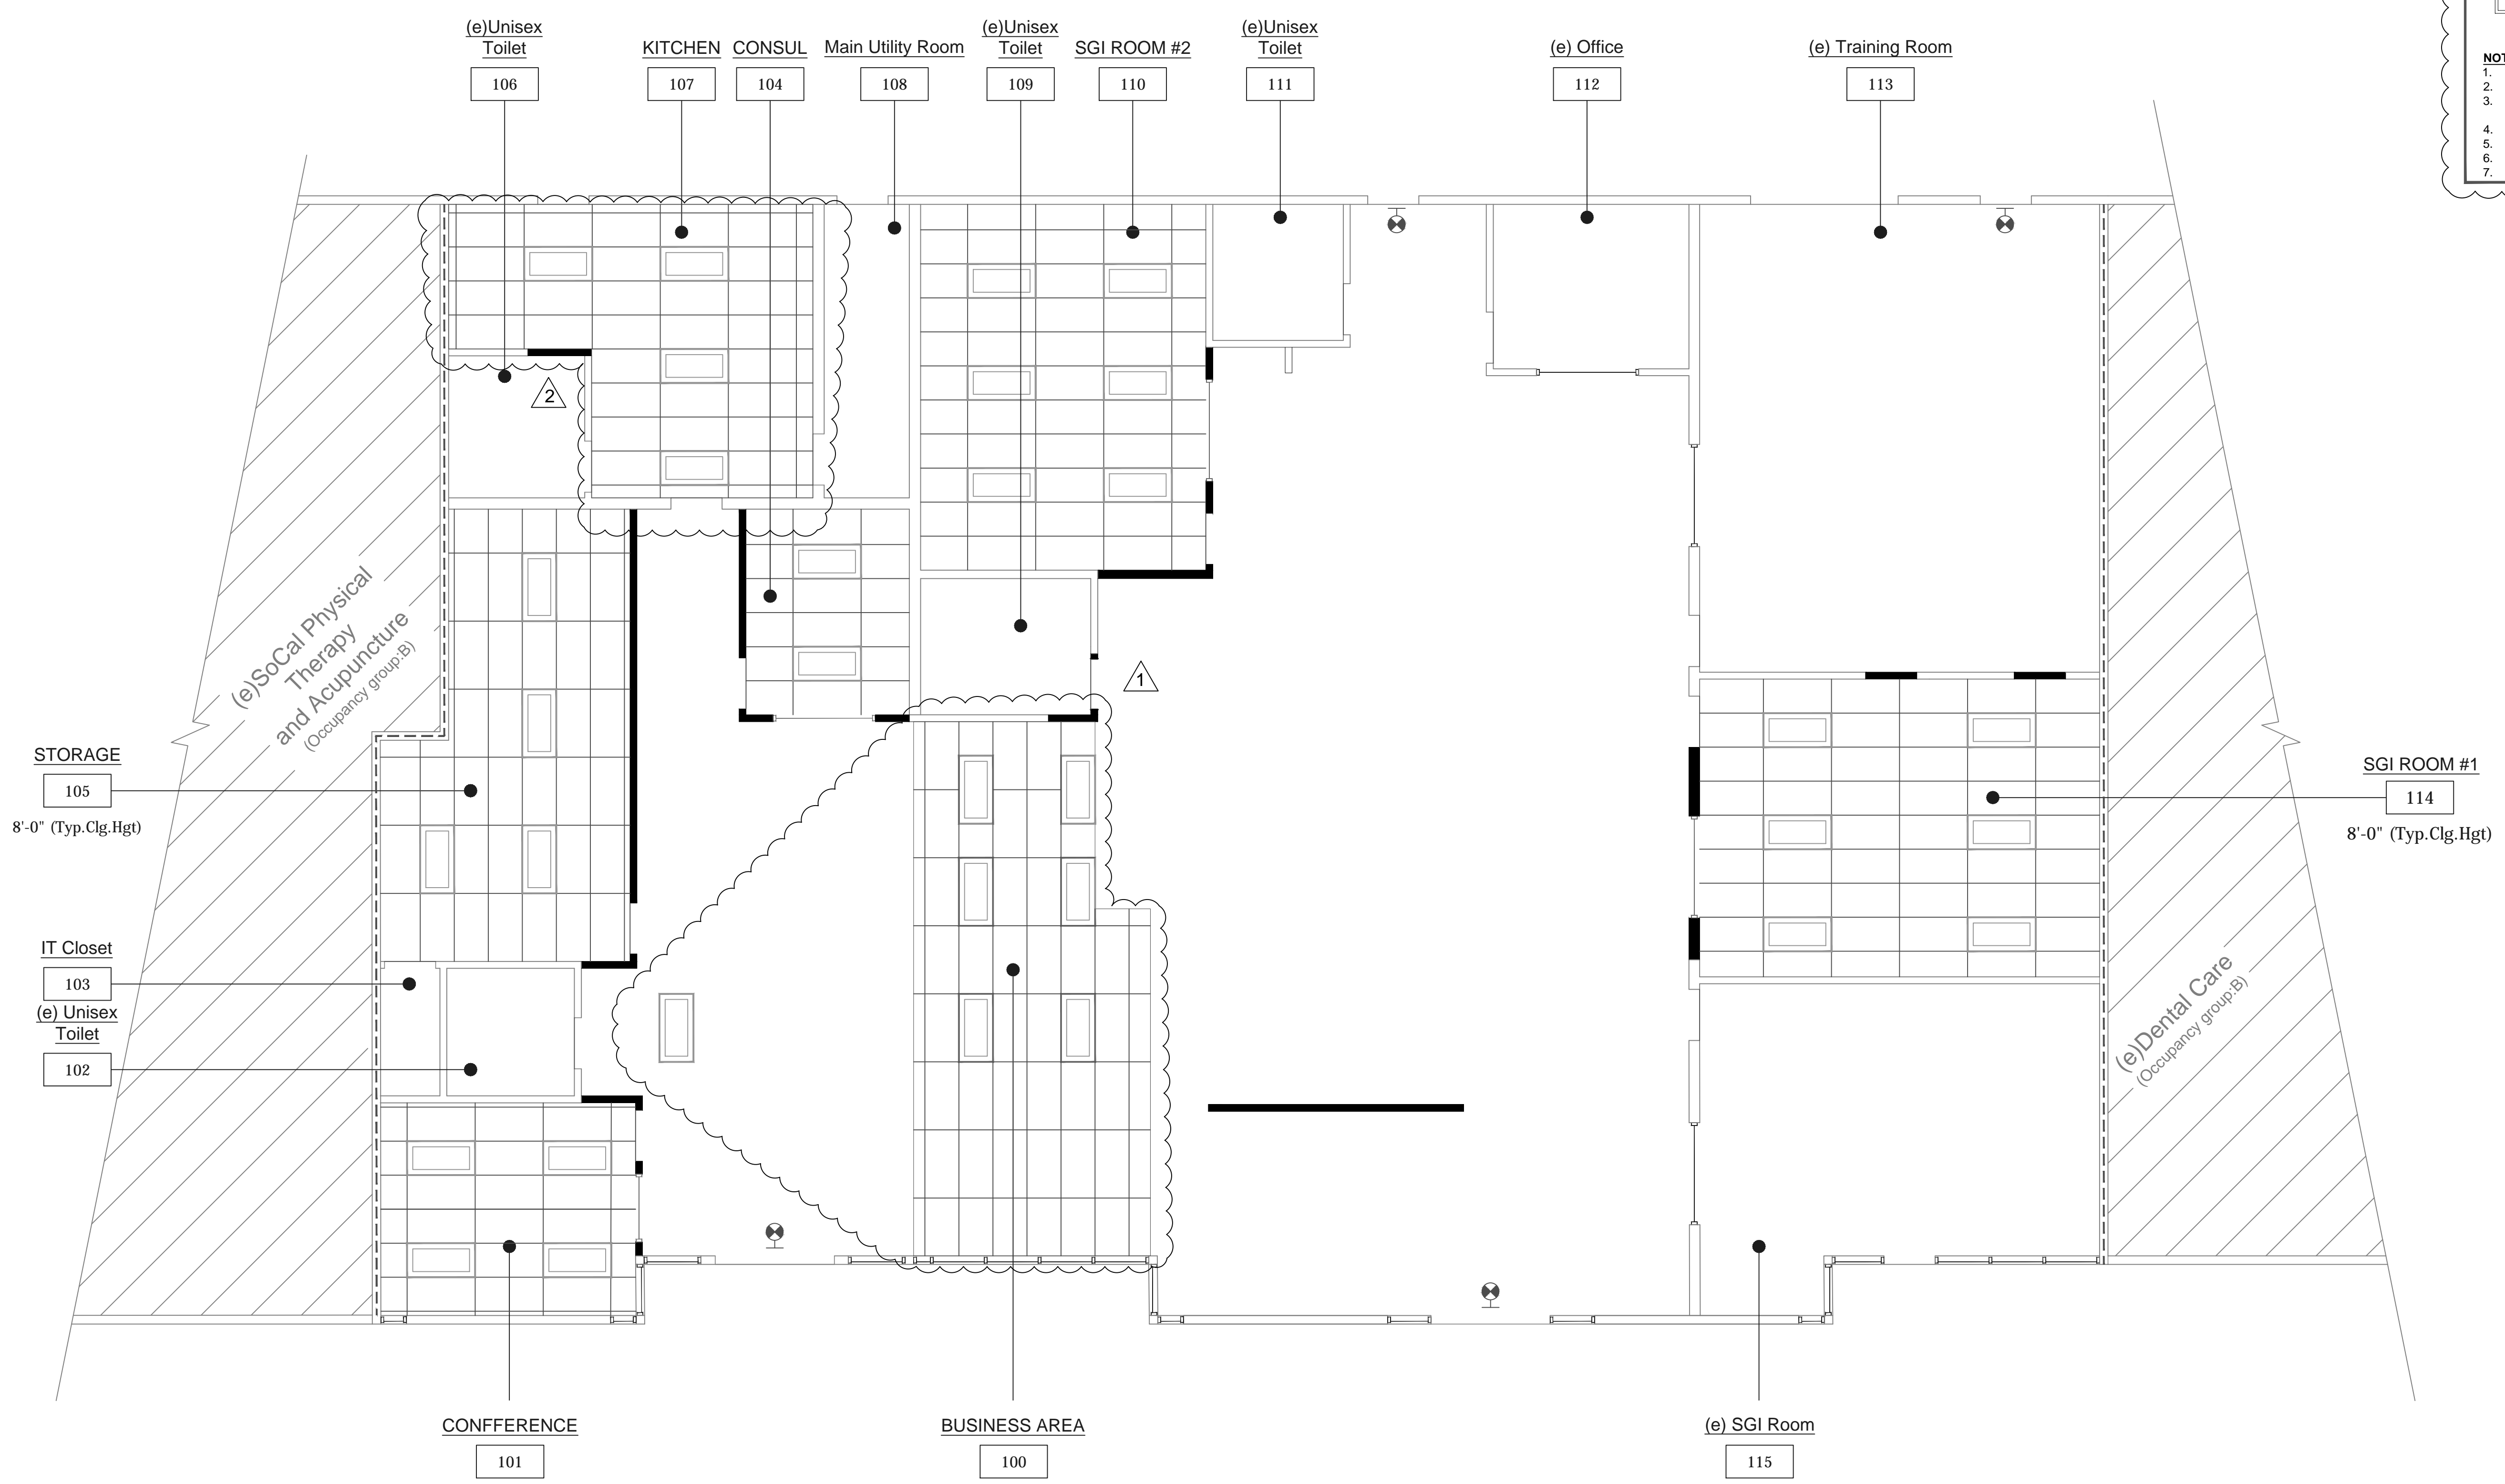 (e)Unisex
Toilet
106
KITCHEN
107
CONSUL
104
Main Utility Room
108
(e)Unisex
Toilet
109
SGI ROOM #2
110
(e)Unisex
Toilet
111
(e) Office
112
(e) Training Room
113
1.
2.
3.
4.
5.
6.
7.
2
1
(e)SoCal Physical
Therapy
and Acupuncture
(Occupancy group:B)
STORAGE
105
8'-0" (Typ.Clg.Hgt)
IT Closet
103
(e) Unisex
Toilet
102
SGI ROOM #1
114
8'-0" (Typ.Clg.Hgt)
(e)Dental Care
(Occupancy group:B)
CONFFERENCE
101
BUSINESS AREA
100
(e) SGI Room
115